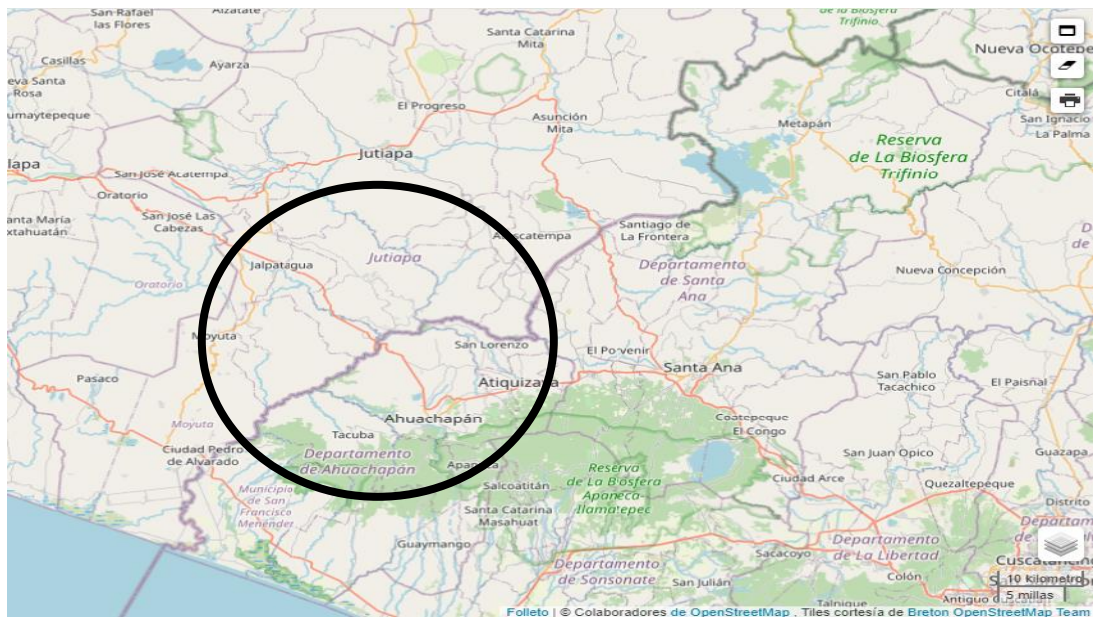 San Rafael
las Flores
Alzatate
Santa Catarina
Mita
de la Biosfera
Trifinio
Nueva Ocotepe
Casillas
Ayarza
eva Santa
Rosa
umaytepeque
El Progreso
Asunción
Mita
Metapán
Citalá
San Ignacio
La Palma
Reserva
de La Biosfera
Trifinio
Jutiapa
lapa
San José Acatempa
Oratorio
anta María
xtahuatán
San José Las
Cabezas
Santiago de
La Frontera
Jalpatagua
Jutiapa
Oratorio
Departamento
de Santa
Ana
Nueva Concepción
D
de
Moyuta
San Lorenzo
El Porvenir
Santa Ana
Pasaco
Atiquizaya
San Pablo
Tacachico
El Paisnal
Moyuta
Ahuachapán
Coatepeque
El Congo
Tacuba
Ciudad Pedro
de Alvarado
Departamento
de Ahuachapán
Apaneca
San Juan Opico
Guazapa
Reserva
de La Biosfera
Apaneca
Ilamatepec
Salcoatitán
Ciudad Arce
Quezaltepeque
Municipio
de San
Francisco
Menéndez
Santa Catarina
Masahuat
Distrito
Guaymango
Departamento
de La Libertad
Departam
Sacacoyo
Cuscatancin
Departamento
de Sonsonate
San Julián
Colón
10 kilometro
5 millas
Talnique
Antiguo
Folleto | © Colaboradores de OpenStreetMap , Tiles cortesía de Breton OpenStreetMap Team